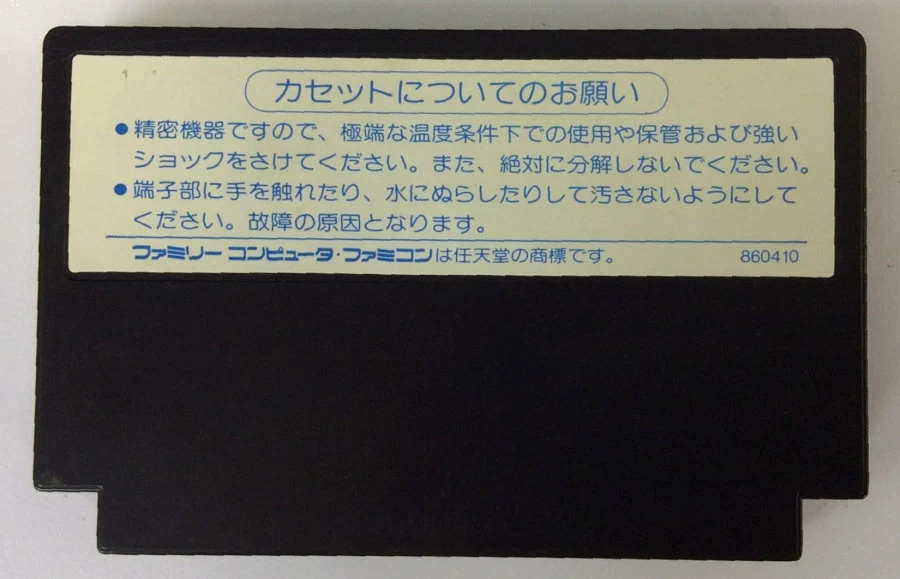 カセットについてのお願い
●精密機器ですので、極端な温度条件下での使用や保管および強い
ショックをさけてください。また、絶対に分解しないでください。
●端子部に手を触れたり、水にぬらしたりして汚さないようにして
ください。故障の原因となります。
ファミリーコンピュータ・ファミコンは任天堂の商標です。 860410